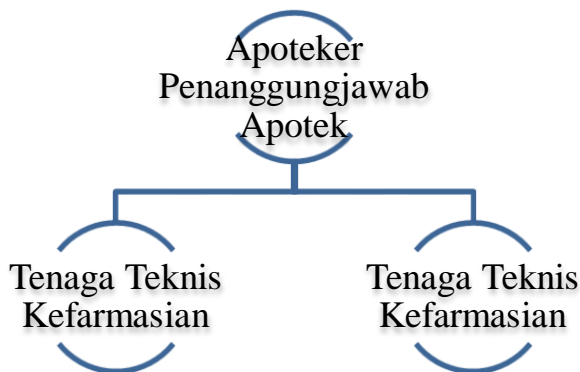 Apoteker
Penanggungjawab
Apotek
Tenaga Teknis
Kefarmasian
Tenaga Teknis
Kefarmasian